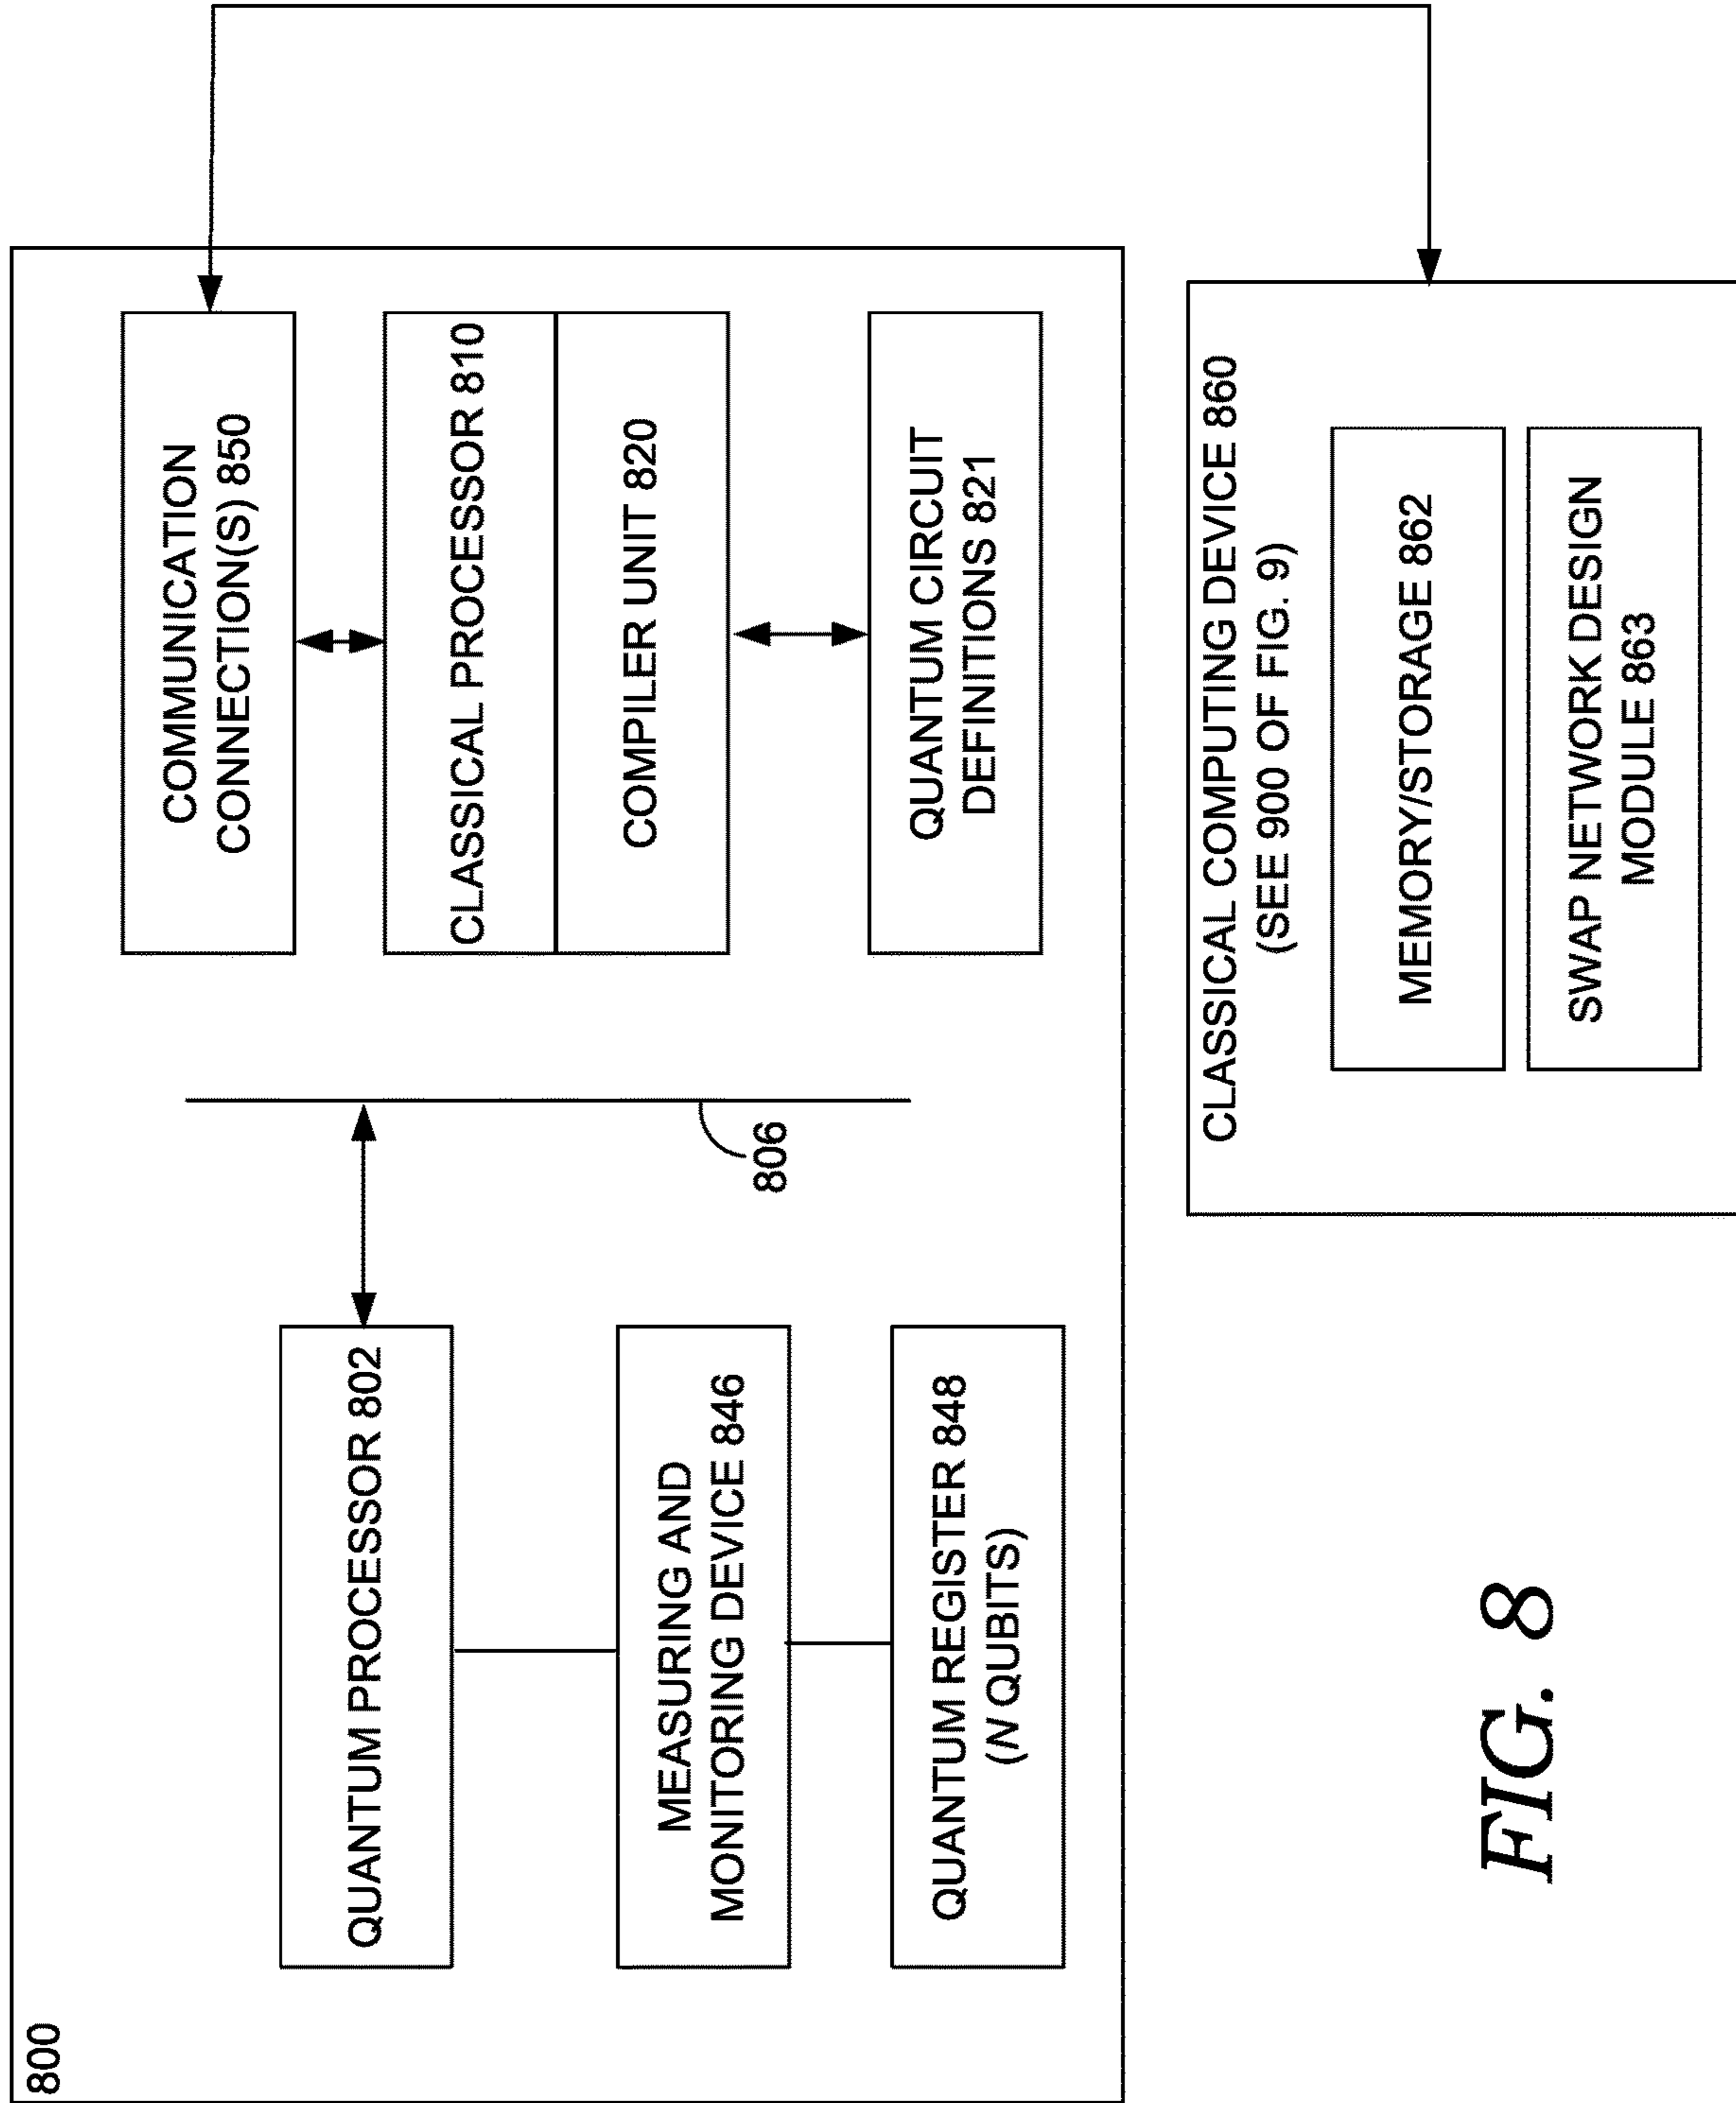 800
QUANTUM PROCESSOR 802
MEASURING AND
MONITORING DEVICE 846
QUANTUM REGISTER 848
(N QUBITS)
806
COMMUNICATION
CONNECTION(S) 850
CLASSICAL PROCESSOR 810
COMPILER UNIT 820
QUANTUM CIRCUIT
DEFINITIONS 821
CLASSICAL COMPUTING DEVICE 860
(SEE 900 OF FIG. 9)
MEMORY/STORAGE 862
SWAP NETWORK DESIGN
MODULE 863
FIG. 8